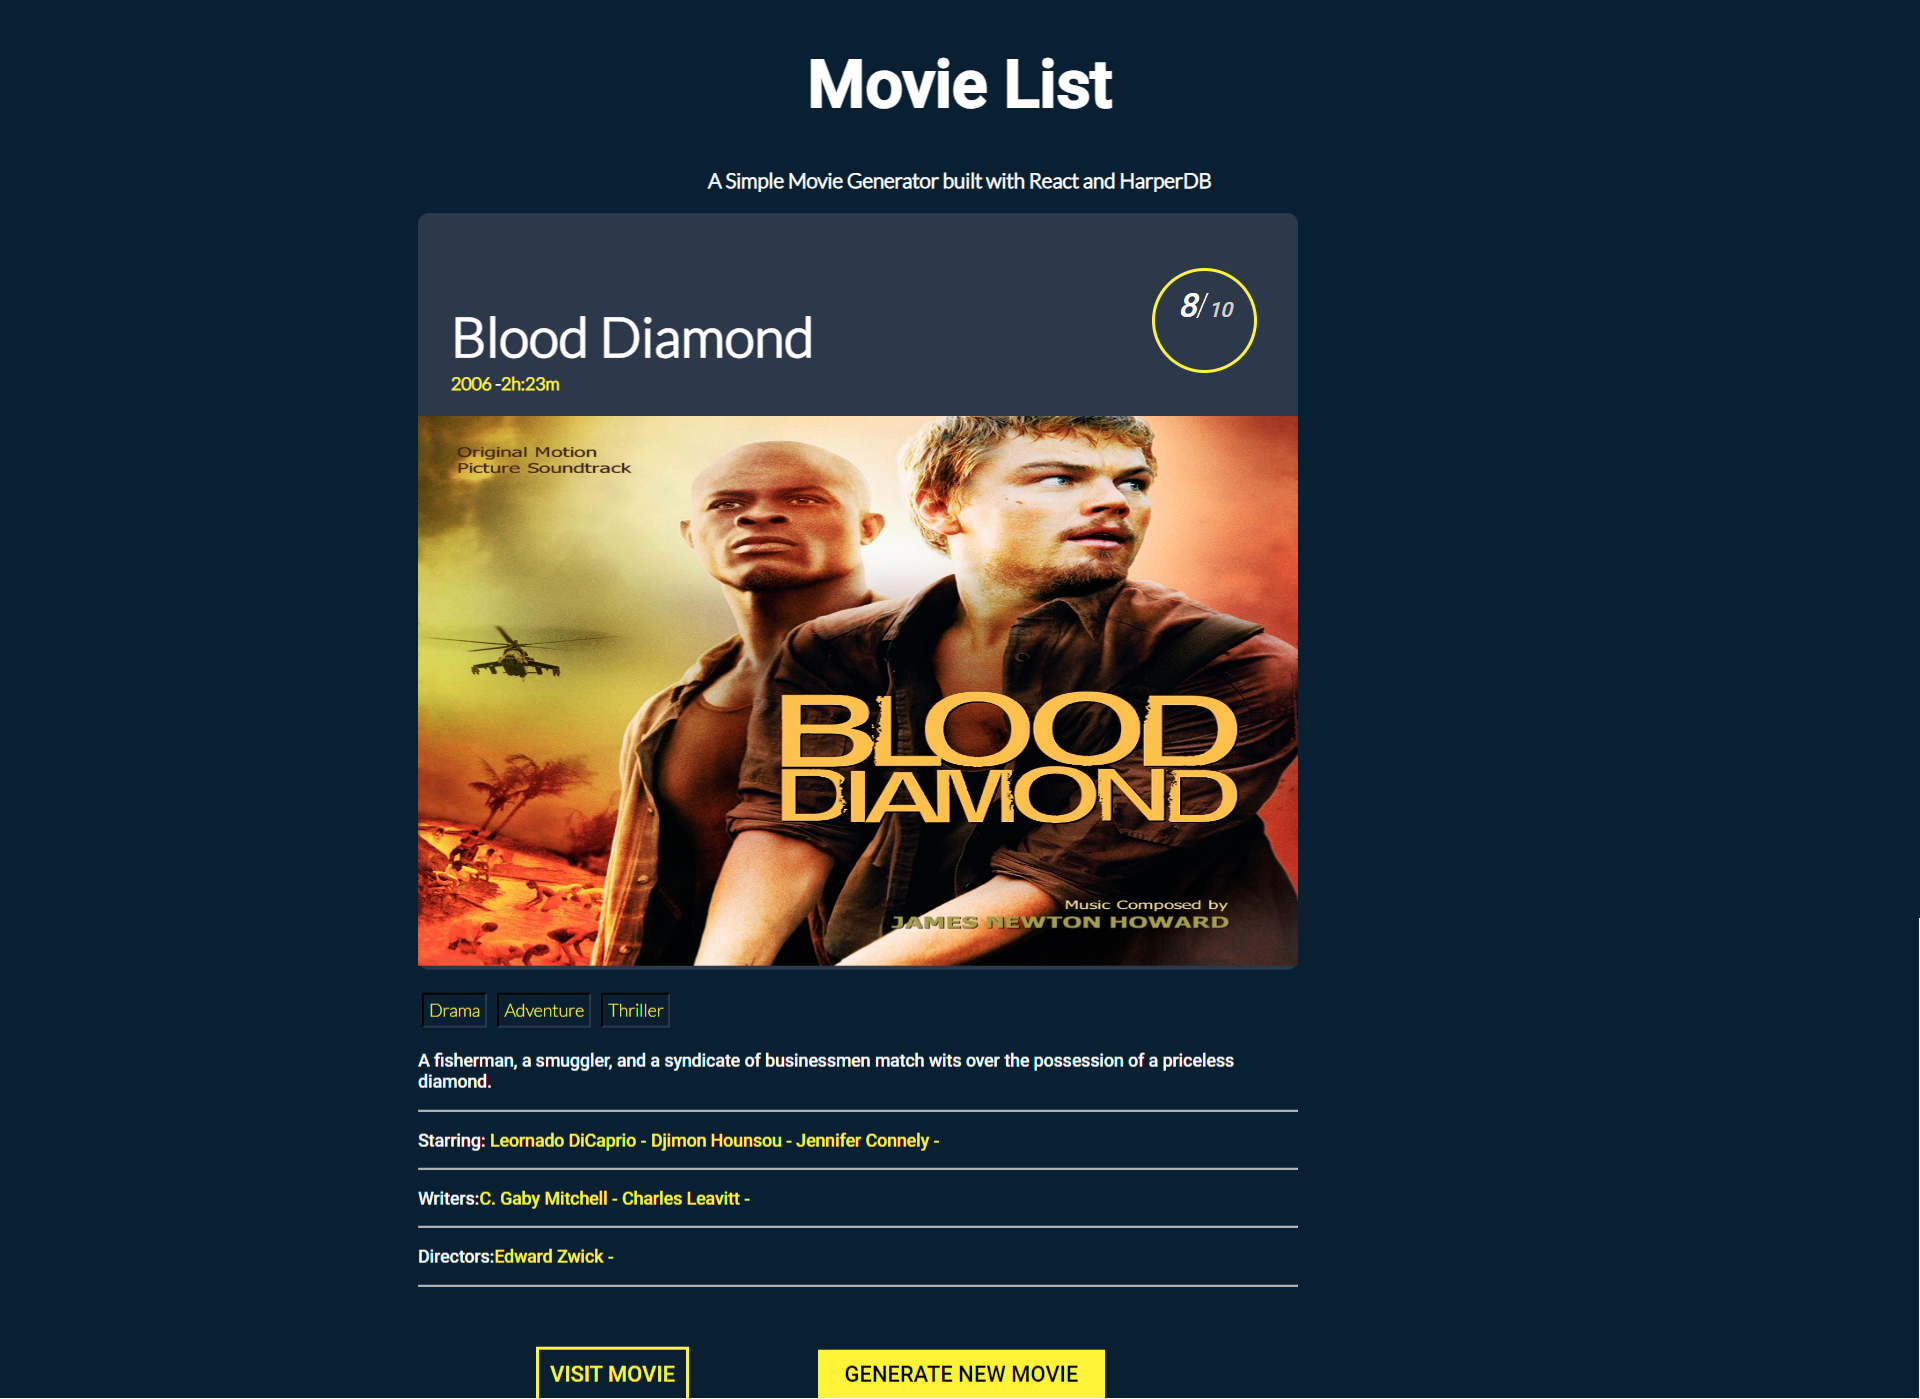 Movie List
A Simple Movie Generator built with React and HarperDB
Blood Diamond
8/ 10
2006 -2h:23m
Original Motion
Picture Soundtrack
BLOOD
DIAMOND
Music Composed by
JAMES NEWTON HOWARD
Drama Adventure Thriller
A fisherman, a smuggler, and a syndicate of businessmen match wits over the possession of a priceless
diamond.
Starring: Leornado DiCaprio - Djimon Hounsou - Jennifer Connely -
Writers:C. Gaby Mitchell - Charles Leavitt -
Directors:Edward Zwick -
VISIT MOVIE GENERATE NEW MOVIE